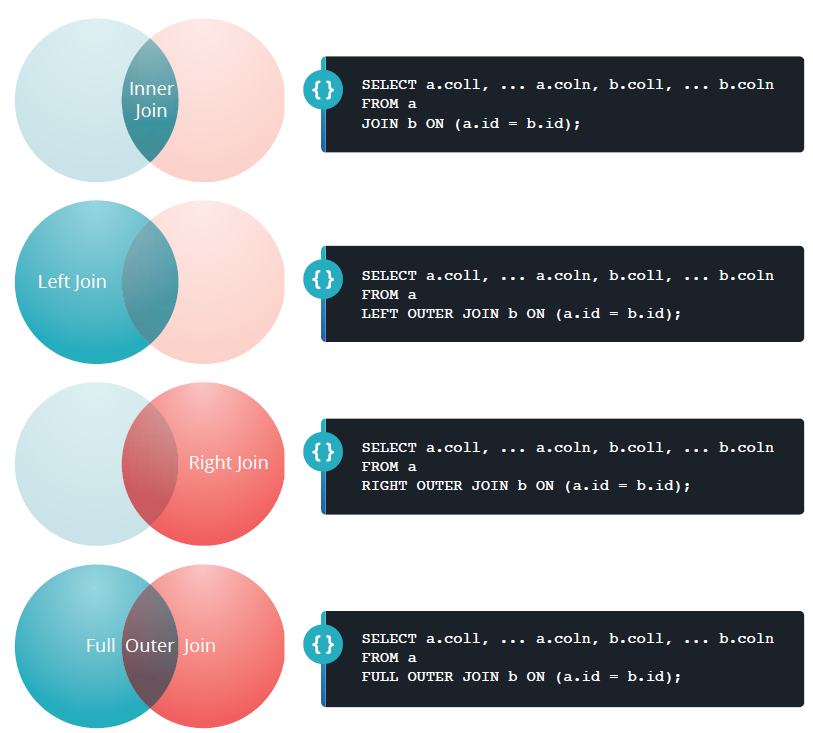 Inner
Join
{ }
SELECT a.coll, ... a.coln, b.coll, ... b.coln
FROM a
JOIN b ON (a.id = b.id);
Left Join
{ }
SELECT a.coll, ... a.coln, b.coll, ... b.coln
FROM a
LEFT OUTER JOIN b ON (a.id = b.id);
Right Join
{ }
SELECT a.coll, ... a.coln, b.coll, ... b.coln
FROM a
RIGHT OUTER JOIN b ON (a.id = b.id);
Full Outer Join
{ }
SELECT a.coll, ... a.coln, b.coll, ... b.coln
FROM a
FULL OUTER JOIN b ON (a.id = b.id);